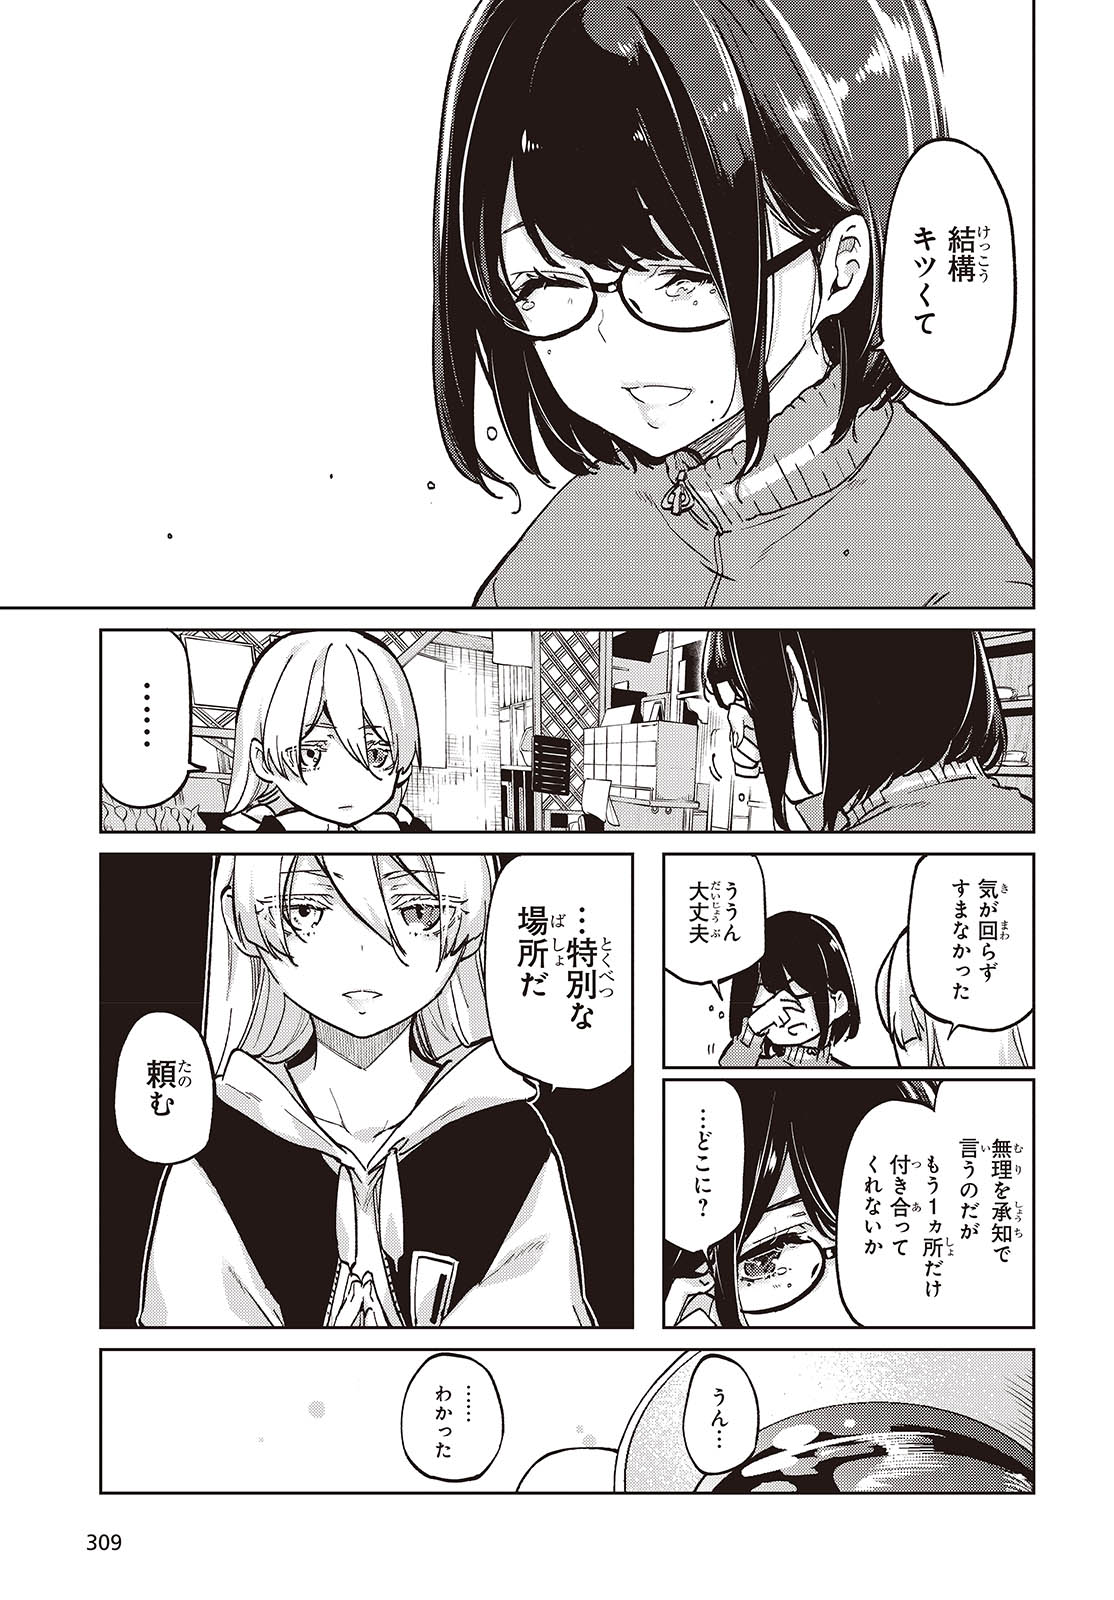 結構
キツくて
……
気が回らず
すまなかった
ううん
大丈夫
無理を承知で
言うのだが
もう1ヵ所だけ
付き合って
くれないか
…どこに?
…特別な
場所だ
頼む
うん…
……
わかった
309